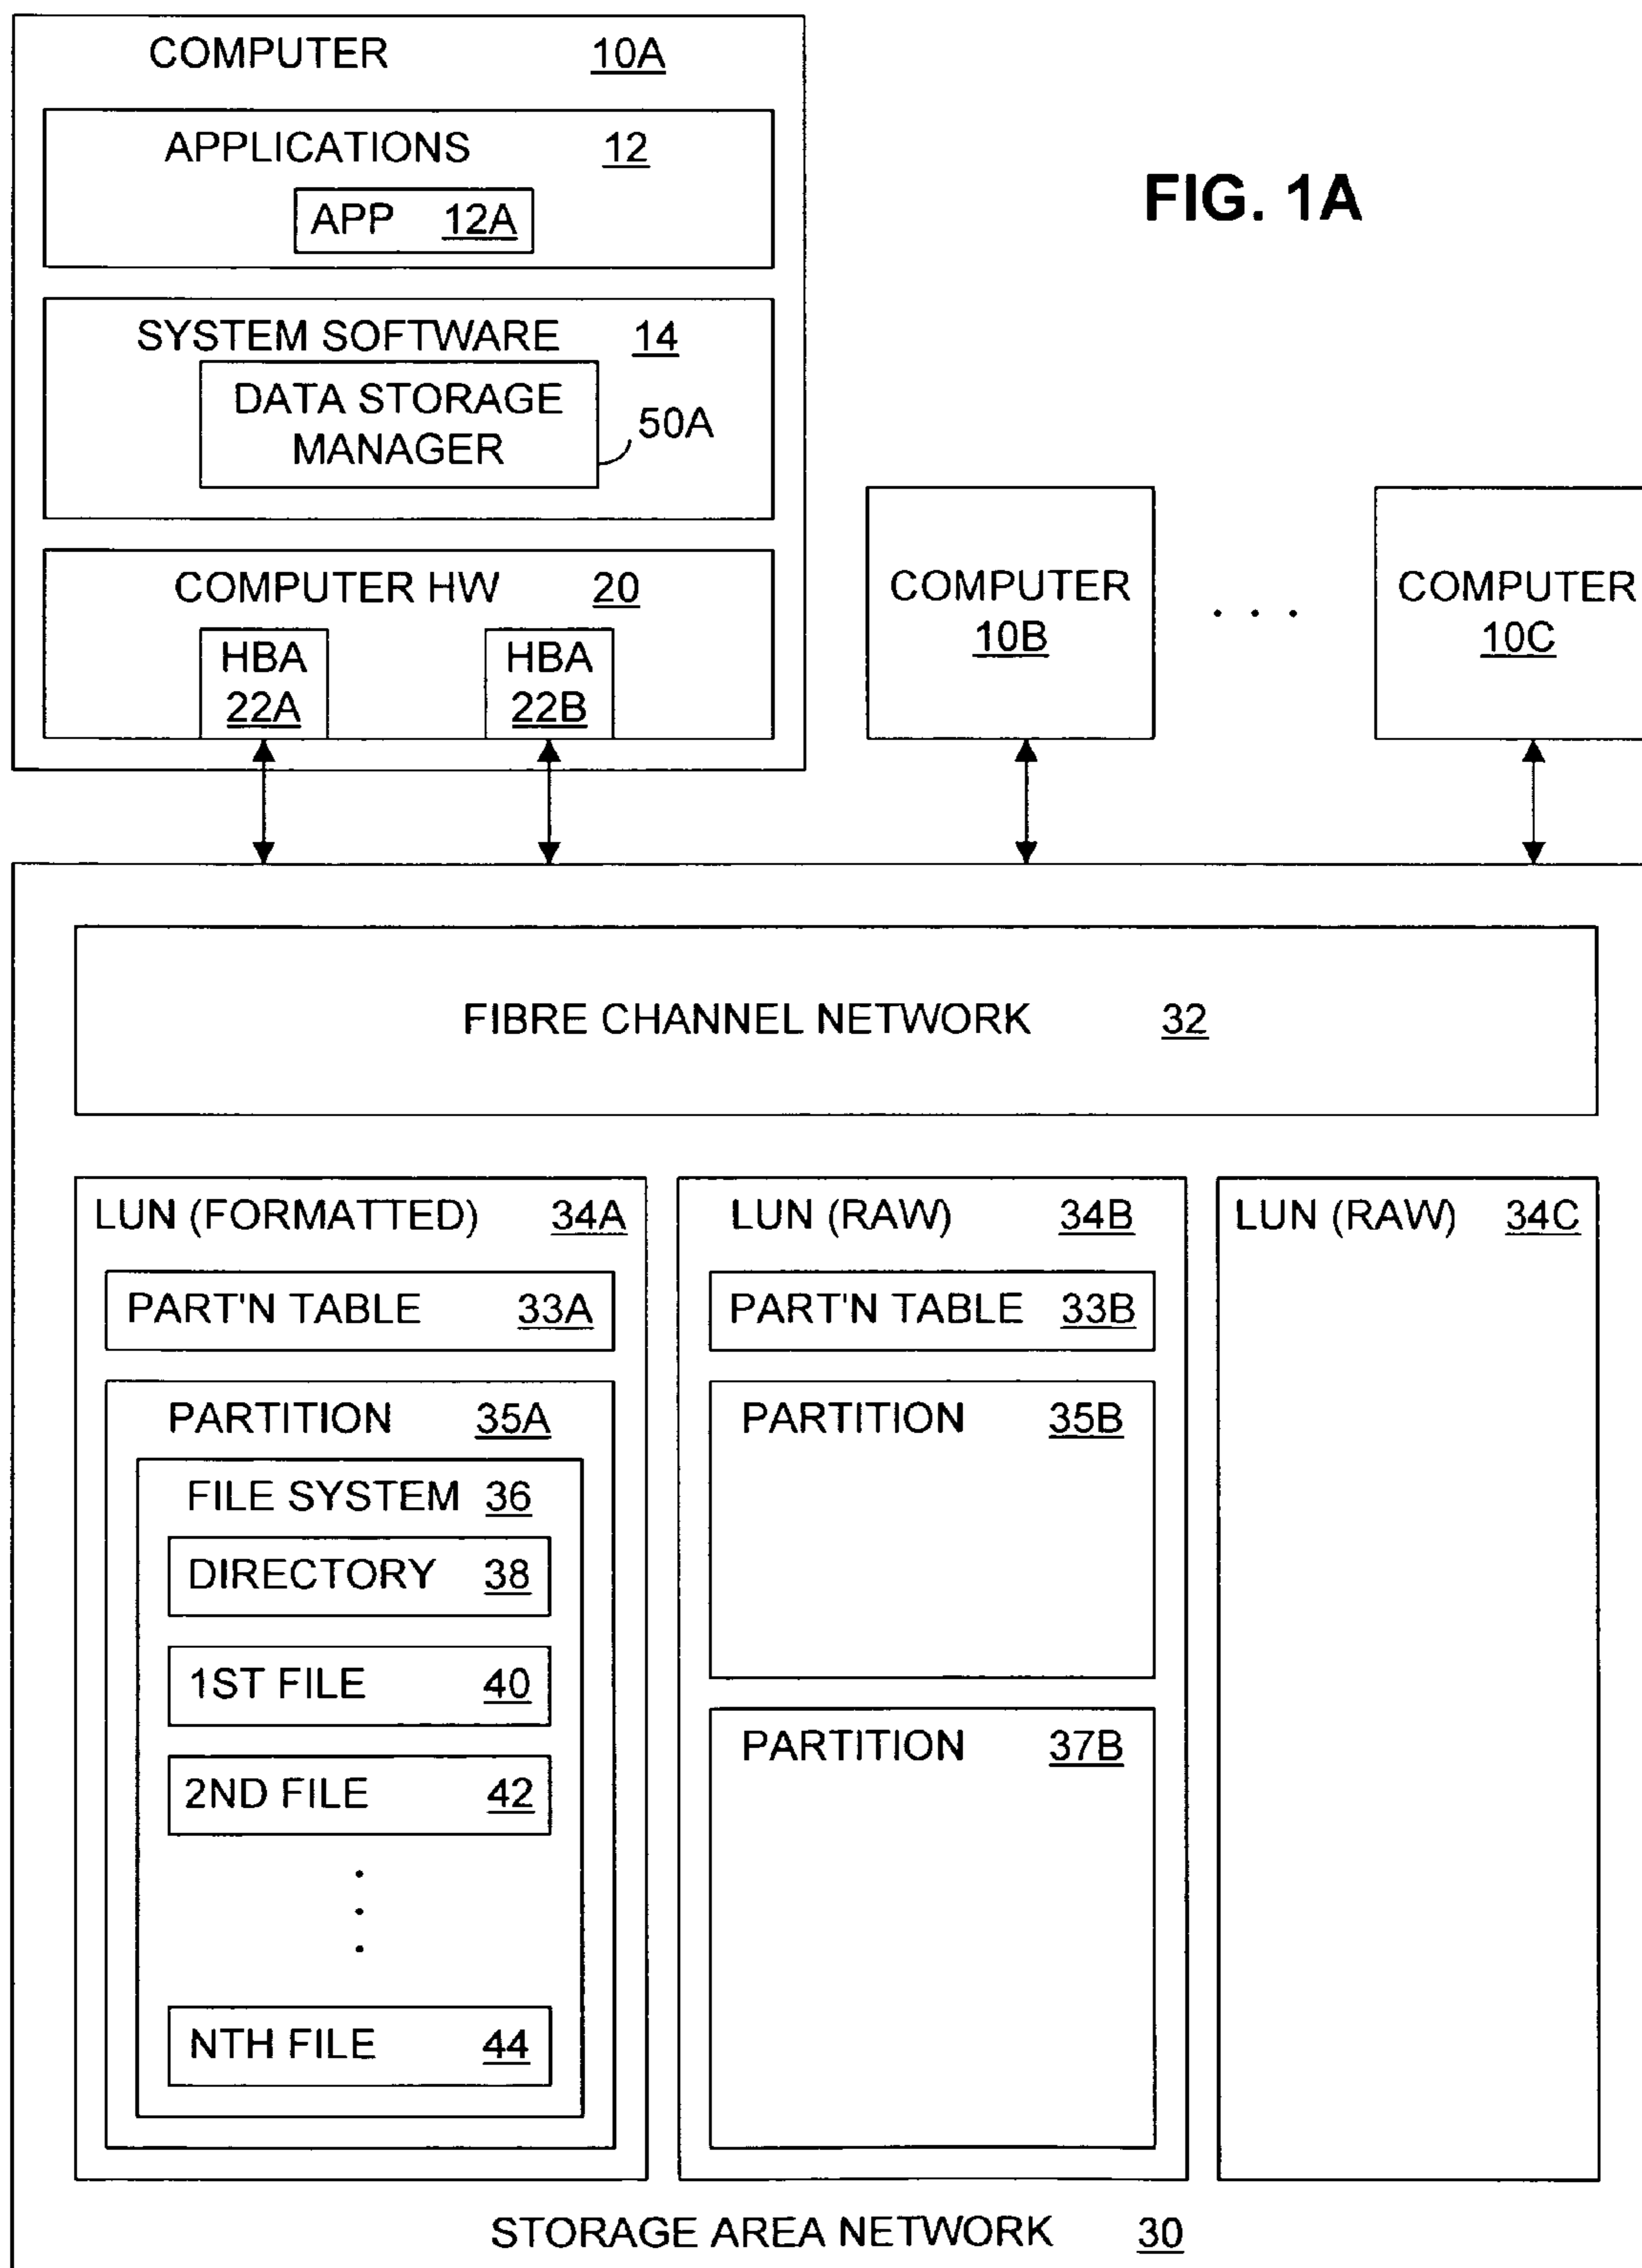 COMPUTER 10A
APPLICATIONS 12
APP 12A
FIG. 1A
SYSTEM SOFTWARE 14
DATA STORAGE
MANAGER
50A
COMPUTER HW 20
HBA
22A
HBA
22B
COMPUTER
10B
. . .
COMPUTER
10C
FIBRE CHANNEL NETWORK 32
LUN (FORMATTED) 34A
PART'N TABLE 33A
PARTITION 35A
FILE SYSTEM 36
DIRECTORY 38
1ST FILE 40
2ND FILE 42
NTH FILE 44
LUN (RAW) 34B
PART'N TABLE 33B
PARTITION 35B
PARTITION 37B
LUN (RAW) 34C
STORAGE AREA NETWORK 30